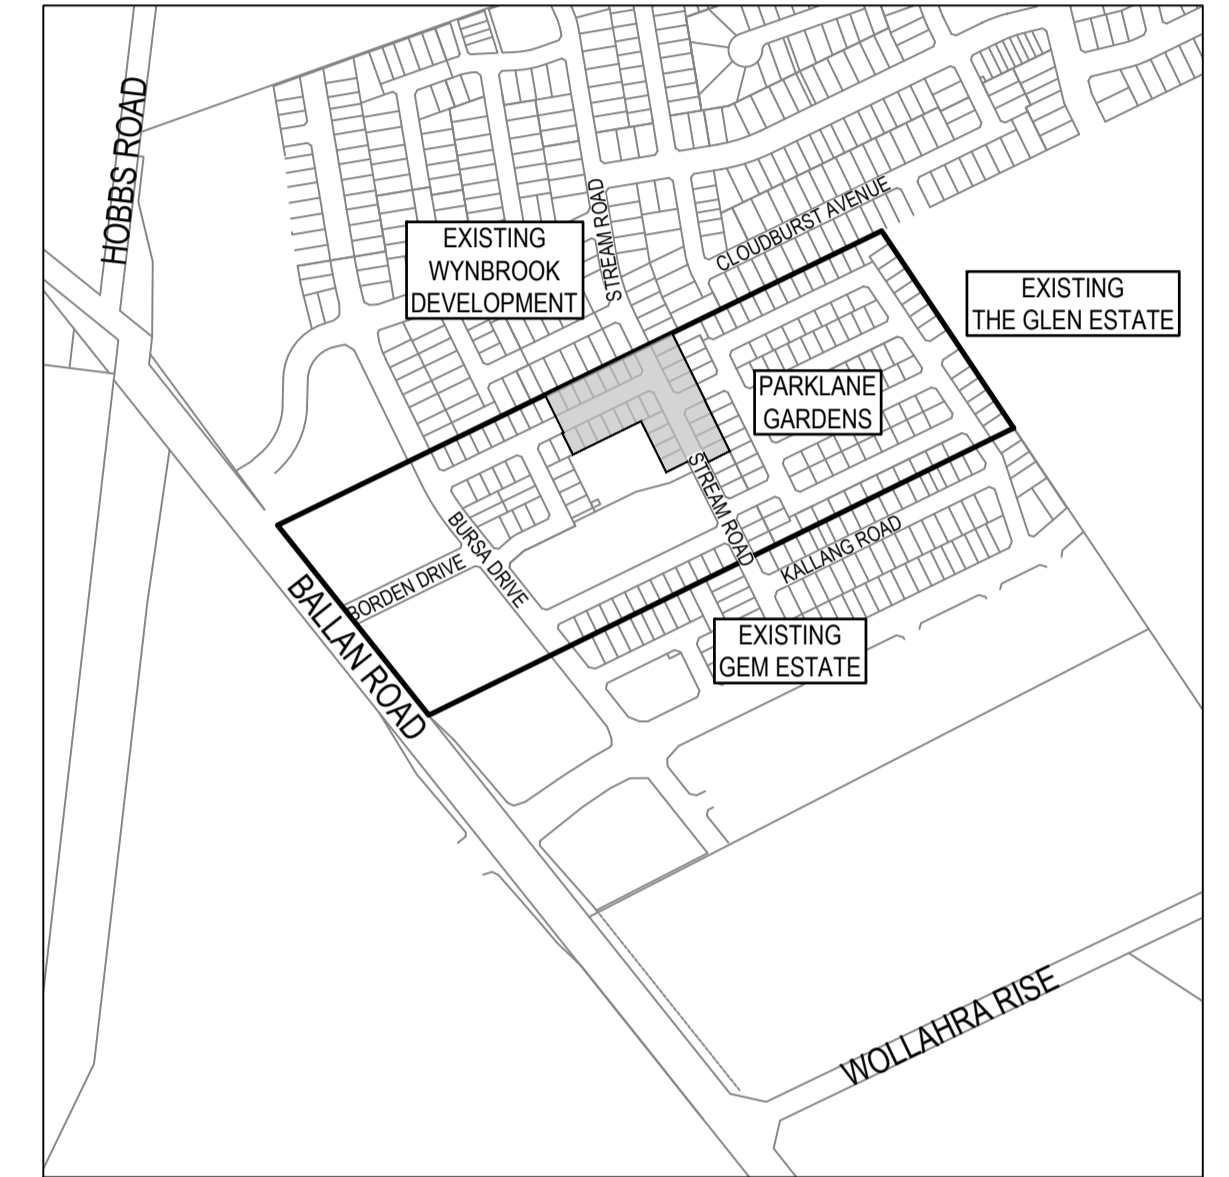 HOBBS ROAD
STREAM ROAD
CLOUDBURST AVENUE
EXISTING
WYNBROOK
DEVELOPMENT
EXISTING
THE GLEN ESTATE
PARKLANE
GARDENS
STREAM ROAD
BURSA DRIVE
BORDEN DRIVE
KALLANG ROAD
BALLAN ROAD
EXISTING
GEM ESTATE
WOLLAHRA RISE